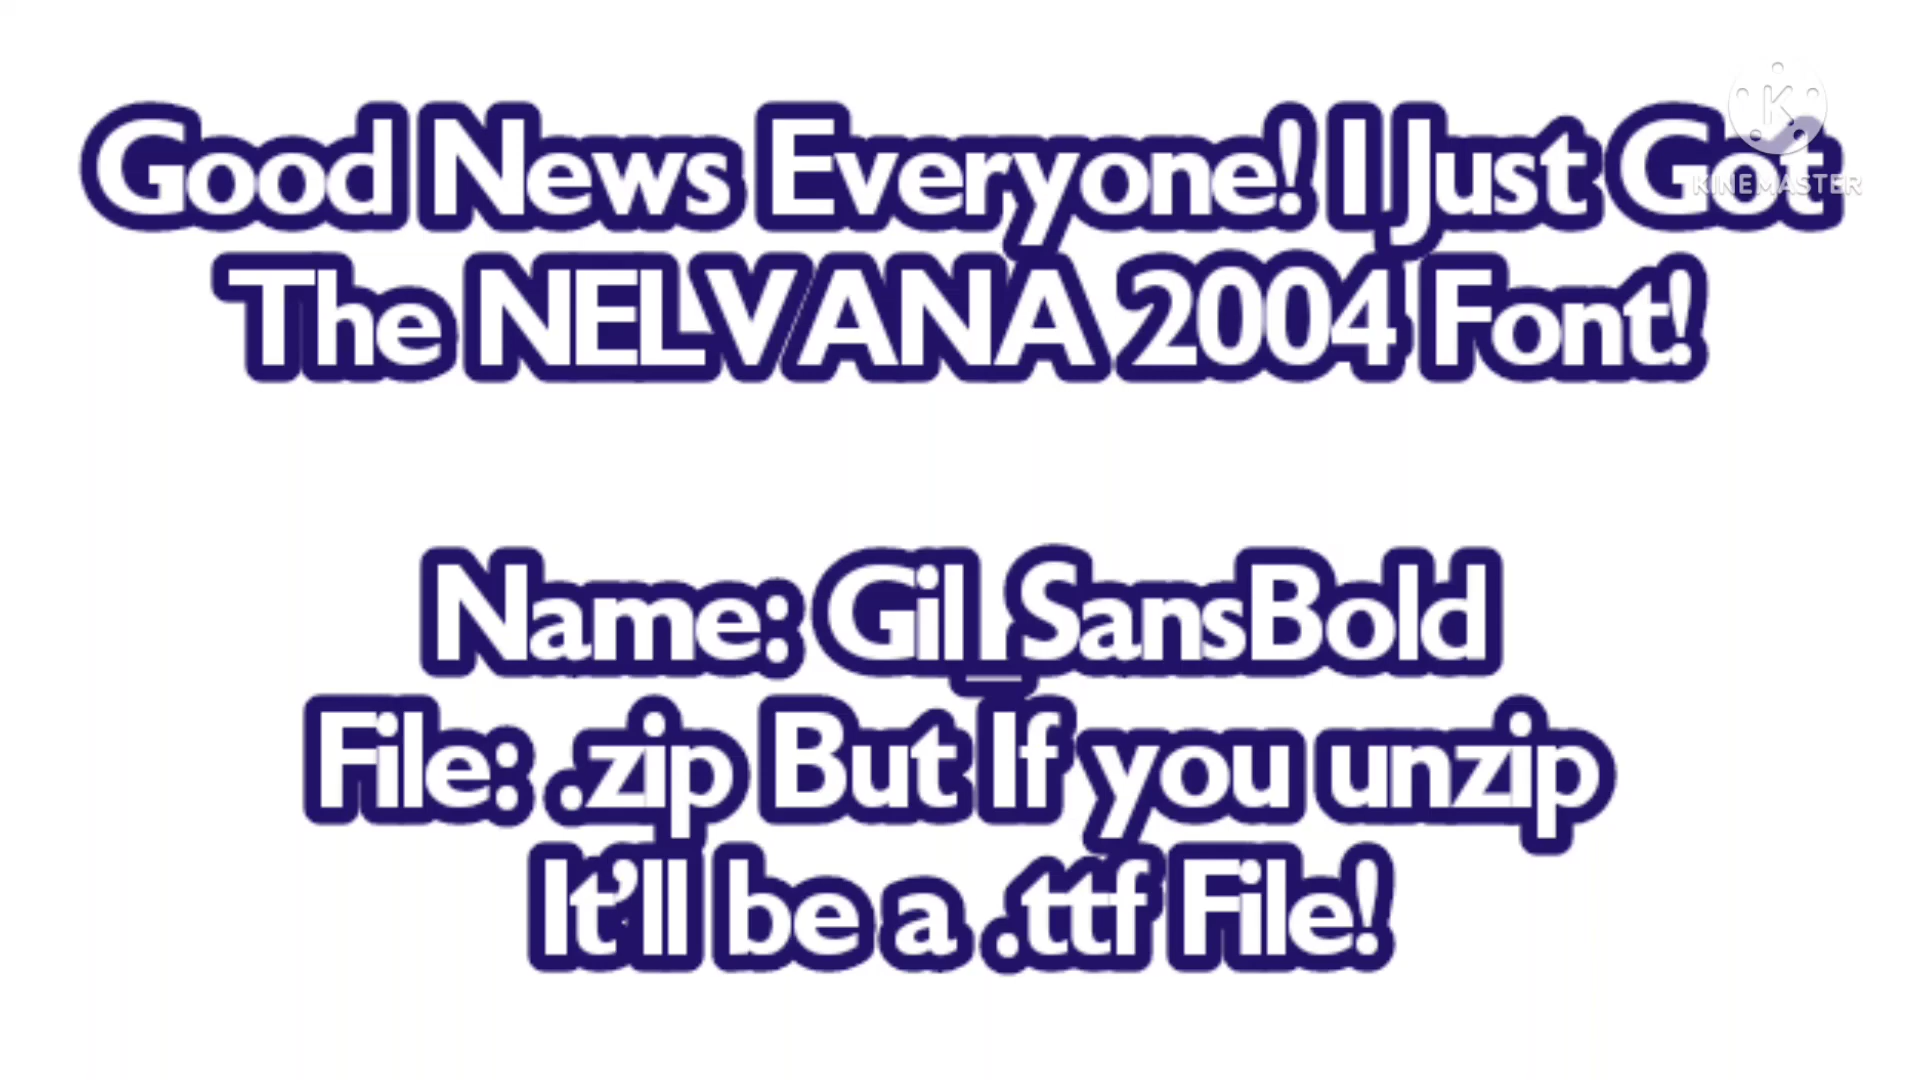 Good News Everyone! I Just Got
The NELVANA 2004 Font!
Name: Gil_SansBold
File: .zip But If you unzip
It'll be a .ttf File!
K
KINEMASTER